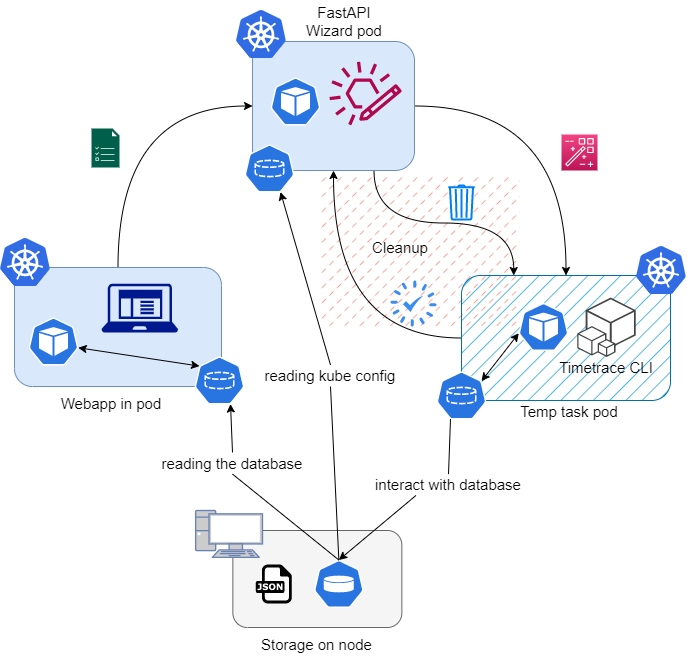 FastAPI
Wizard pod
Cleanup
reading kube config
Timetrace CLI
Webapp in pod
Temp task pod
reading the database
interact with database
JSON
Storage on node